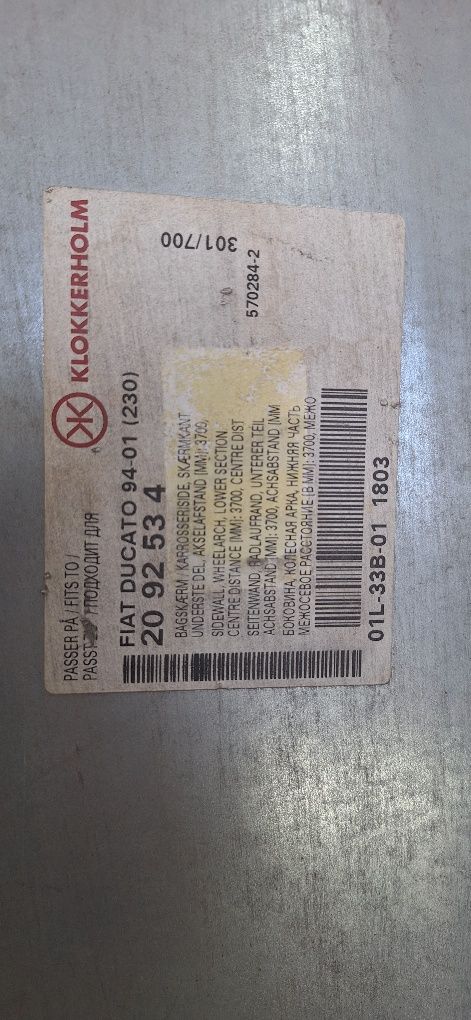 PASSER PÅ / FITS TO /
PASST / ПОДХОДИТ ДЛЯ
KLOKKERHOLM
FIAT DUCATO 94-01 (230)
20 92 53 4
301/700
BAGSKÆRM / KARROSSERISIDE, SKÆRMKANT
UNDERSTE DEL, AKSELAFSTAND [MM]: 3700,
SIDEWALL, WHEELARCH, LOWER SECTION,
CENTRE DISTANCE [MM]: 3700, CENTRE DIST
570284-2
SEITENWAND, RADLAUFRAND, UNTERER TEIL
ACHSABSTAND [MM]: 3700, ACHSABSTAND [MM
БОКОВИНА, КОЛЕСНАЯ АРКА, НИЖНЯЯ ЧАСТЬ
МЕЖОСЕВОЕ РАССТОЯНИЕ (В ММ): 3700, МЕЖО
01L-33B-01 1803